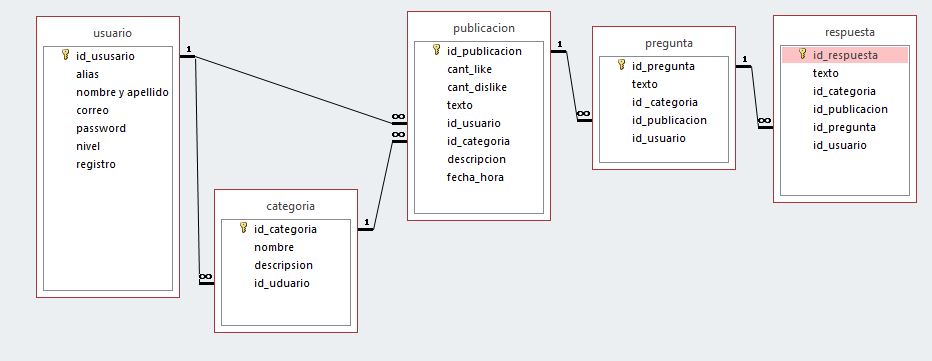 usuario
id_ususario
alias
nombre y apellido
correo
password
nivel
registro
1
∞
categoria
id_categoria
nombre
descripsion
id_uduario
1
∞
∞
publicacion
id_publicacion
cant_like
cant_dislike
texto
id_usuario
id_categoria
descripcion
fecha_hora
1
∞
pregunta
id_pregunta
texto
id _categoria
id_publicacion
id_usuario
1
∞
respuesta
id_respuesta
texto
id_categoria
id_publicacion
id_pregunta
id_usuario